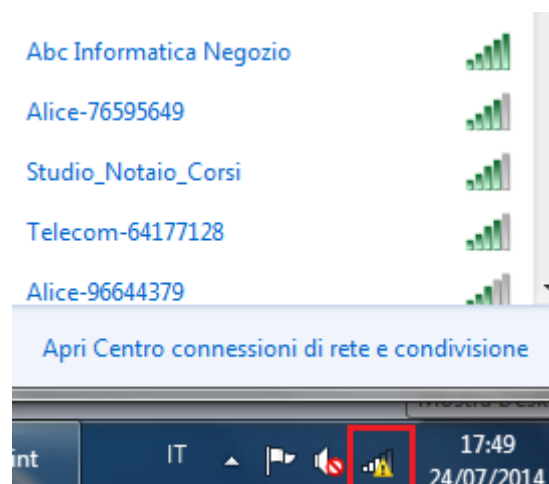 Abc Informatica Negozio
Alice-76595649
Studio_Notaio_Corsi
Telecom-64177128
Alice-96644379
Apri Centro connessioni di rete e condivisione
int
IT
17:49
24/07/2014